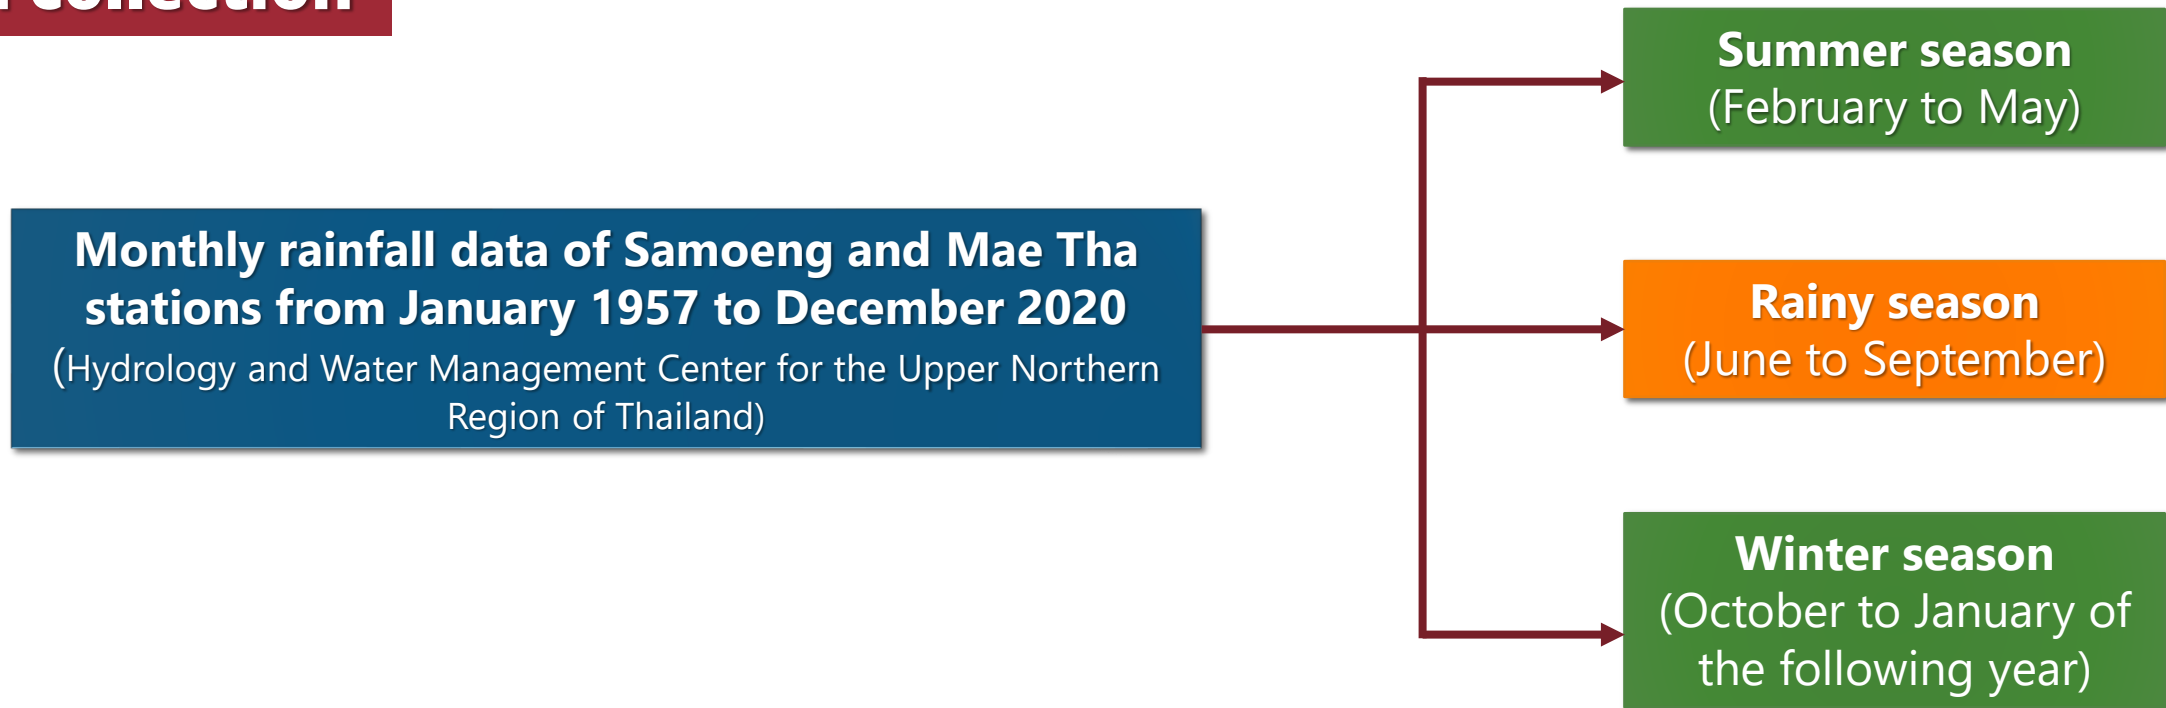 collection
Monthly rainfall data of Samoeng and Mae Tha
stations from January 1957 to December 2020
(Hydrology and Water Management Center for the Upper Northern
Region of Thailand)
Summer season
(February to May)
Rainy season
(June to September)
Winter season
(October to January of
the following year)